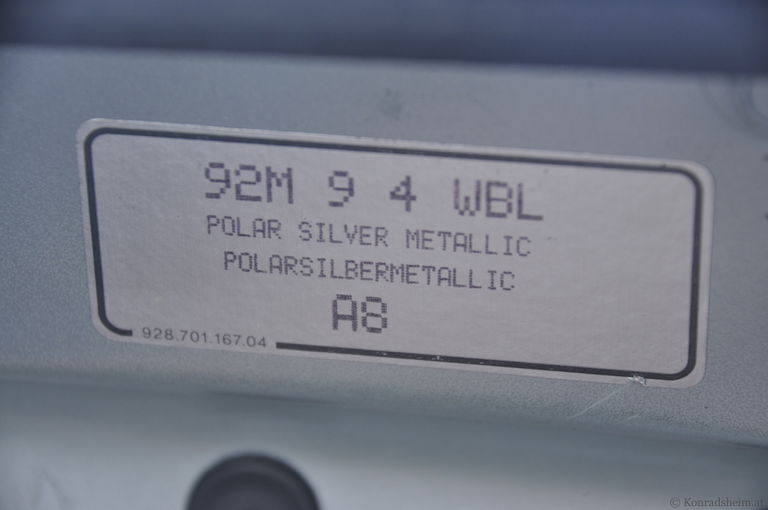 92M 9 4 WBL
POLAR SILVER METALLIC
POLARSILBERMETALLIC
A8
928.701.167.04
© Konradsheim.at